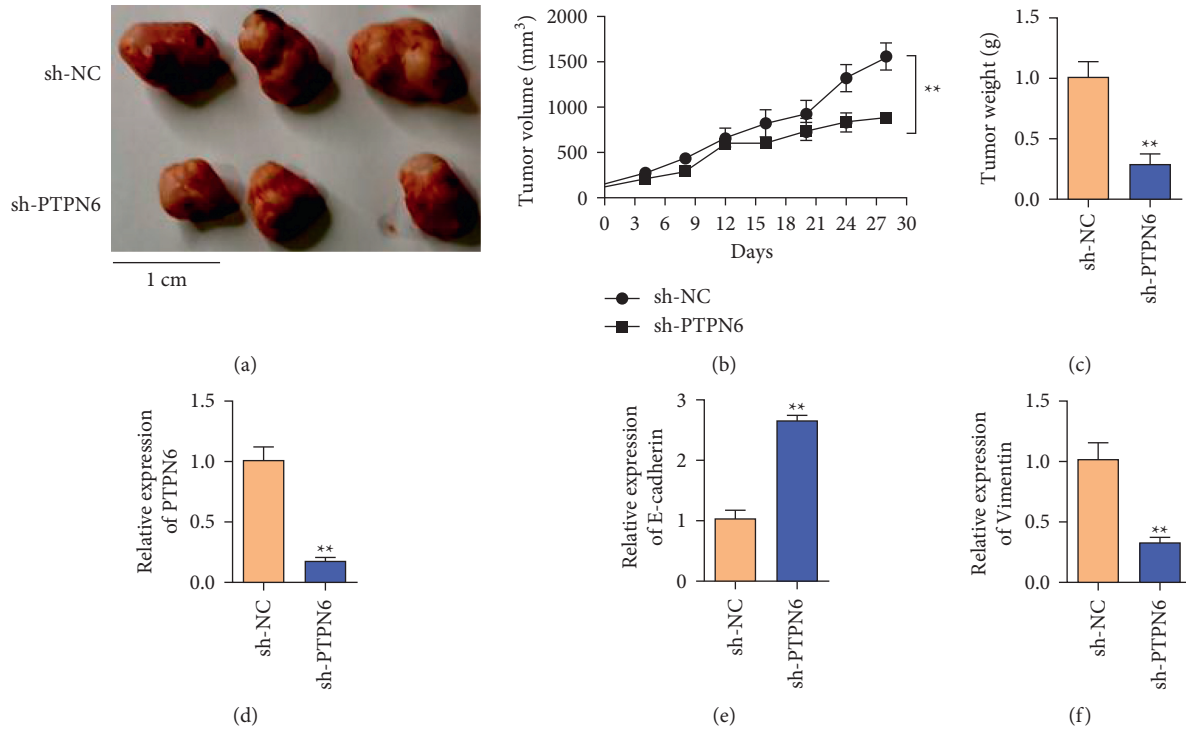 sh-NC
sh-PTPN6
1 cm
(a)
Tumor volume (mm³)
2000
1500
1000
500
0
0 3 6 9 12 15 18 21 24 27 30
Days
**
sh-NC
sh-PTPN6
(b)
Tumor weight (g)
1.5
1.0
0.5
0.0
**
sh-NC
sh-PTPN6
(c)
Relative expression
of PTPN6
1.5
1.0
0.5
0.0
**
sh-NC
sh-PTPN6
(d)
Relative expression
of E-cadherin
3
2
1
0
**
sh-NC
sh-PTPN6
(e)
Relative expression
of Vimentin
1.5
1.0
0.5
0.0
**
sh-NC
sh-PTPN6
(f)